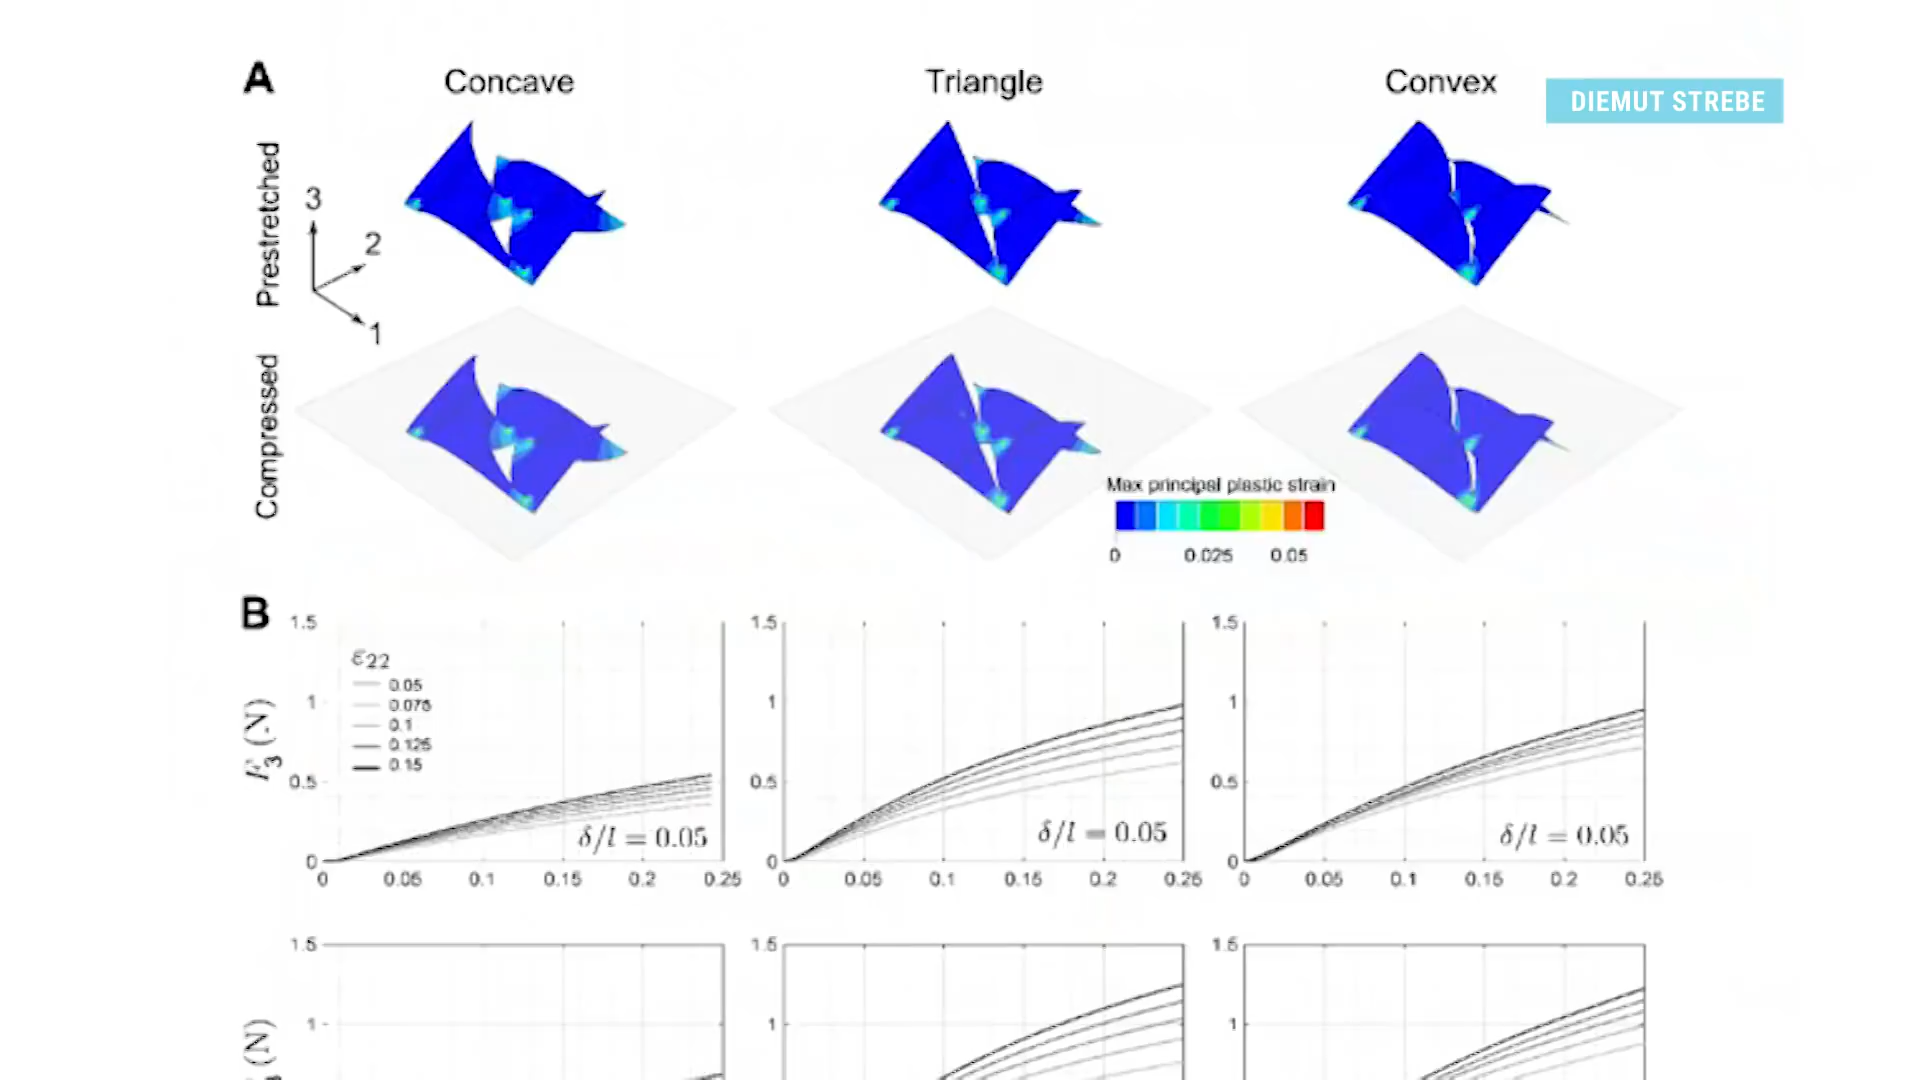 A
Concave
Triangle
Convex
DIEMUT STREBE
Prestretched
3
2
1
Compressed
Max principal plastic strain
0
0.025
0.05
B
ε22
0.05
0.075
0.1
0.125
0.15
F3 (N)
1.5
1
0.5
0
δ/l = 0.05
0 0.05 0.1 0.15 0.2 0.25
1.5
1
0.5
0
δ/l = 0.05
0 0.05 0.1 0.15 0.2 0.25
1.5
1
0.5
0
δ/l = 0.05
0 0.05 0.1 0.15 0.2 0.25
(N)
1.5
1
1.5
1
1.5
1